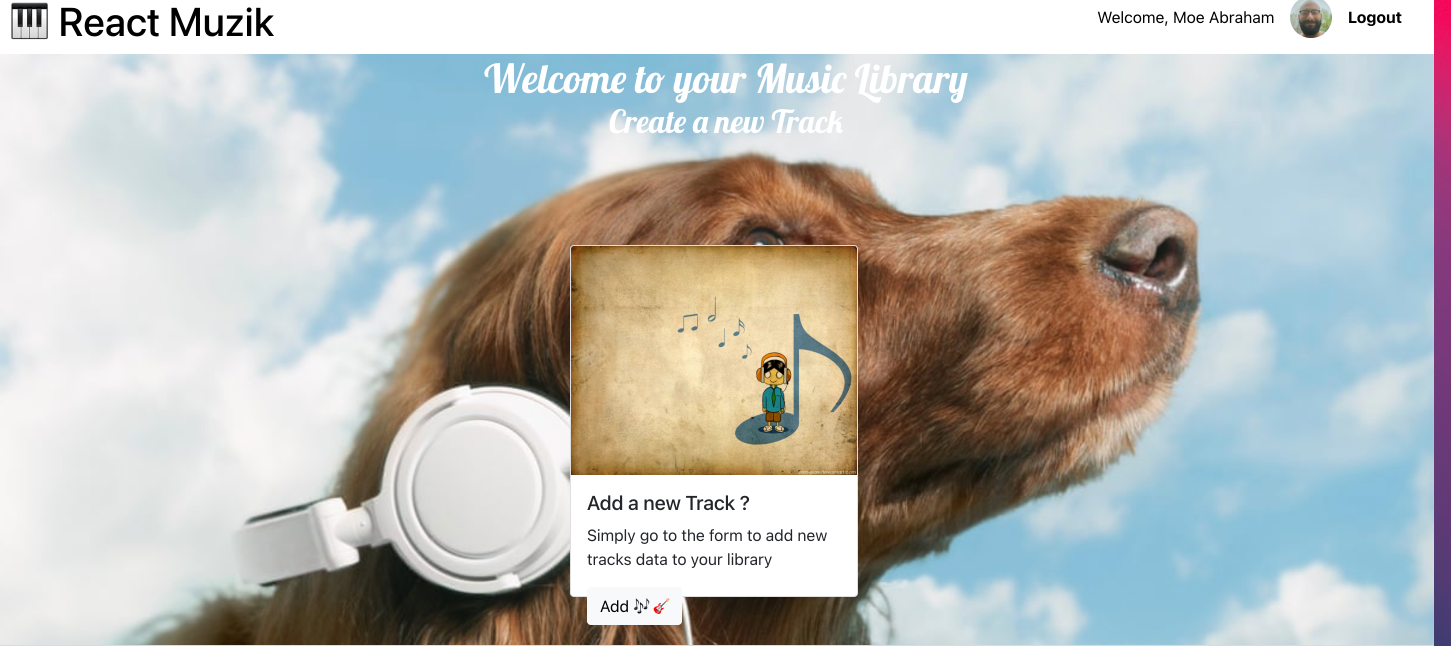 🎹 React Muzik
Welcome, Moe Abraham
Logout
Welcome to your Music Library
Create a new Track
Add a new Track ?
Simply go to the form to add new
tracks data to your library
Add 🎶🎸